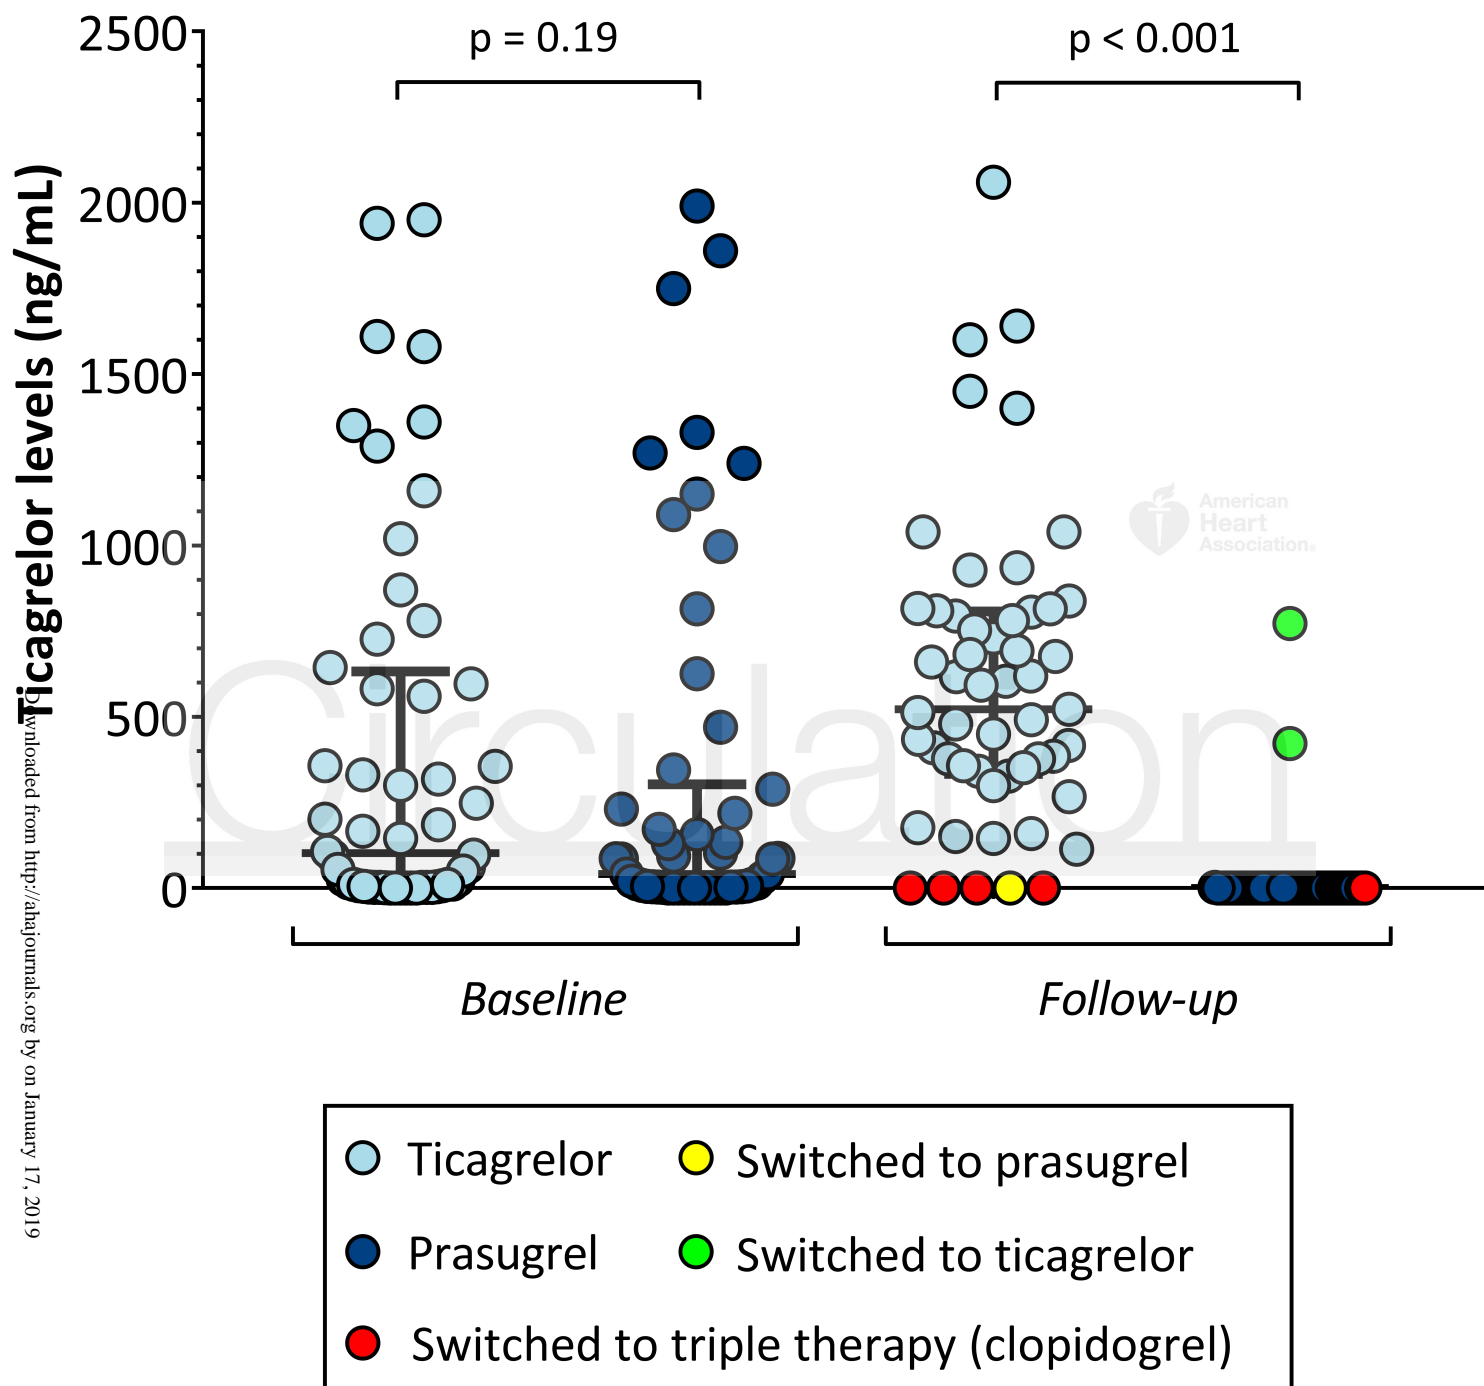 2500
p = 0.19
p < 0.001
2000
1500
1000
500
0
Ticagrelor levels (ng/mL)
American
Heart
Association®
Circulation
Baseline
Follow-up
Ticagrelor
Switched to prasugrel
Prasugrel
Switched to ticagrelor
Switched to triple therapy (clopidogrel)
Downloaded from http://ahajournals.org by on January 17, 2019